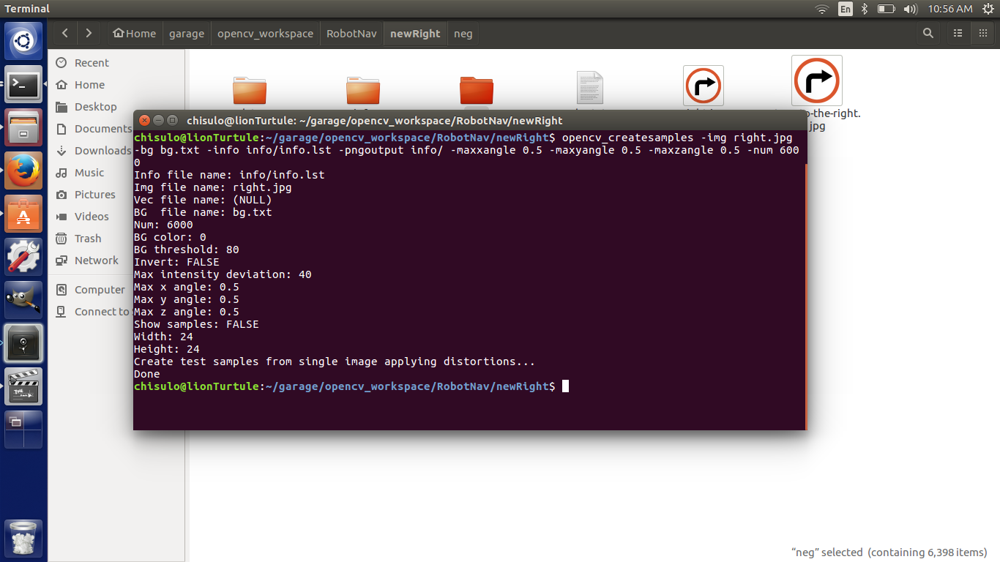 Terminal
En
10:56 AM
Home
garage
opencv_workspace
RobotNav
newRight
neg
Recent
Home
Desktop
Documents
Downloads
Music
Pictures
Videos
Trash
Network
Computer
Connect to
o-the-right.
jpg
chisulo@lionTurtule: ~/garage/opencv_workspace/RobotNav/newRight
chisulo@lionTurtule:~/garage/opencv_workspace/RobotNav/newRight$ opencv_createsamples -img right.jpg
-bg bg.txt -info info/info.lst -pngoutput info/ -maxxangle 0.5 -maxyangle 0.5 -maxzangle 0.5 -num 600
0
Info file name: info/info.lst
Img file name: right.jpg
Vec file name: (NULL)
BG  file name: bg.txt
Num: 6000
BG color: 0
BG threshold: 80
Invert: FALSE
Max intensity deviation: 40
Max x angle: 0.5
Max y angle: 0.5
Max z angle: 0.5
Show samples: FALSE
Width: 24
Height: 24
Create test samples from single image applying distortions...
Done
chisulo@lionTurtule:~/garage/opencv_workspace/RobotNav/newRight$
“neg” selected (containing 6,398 items)